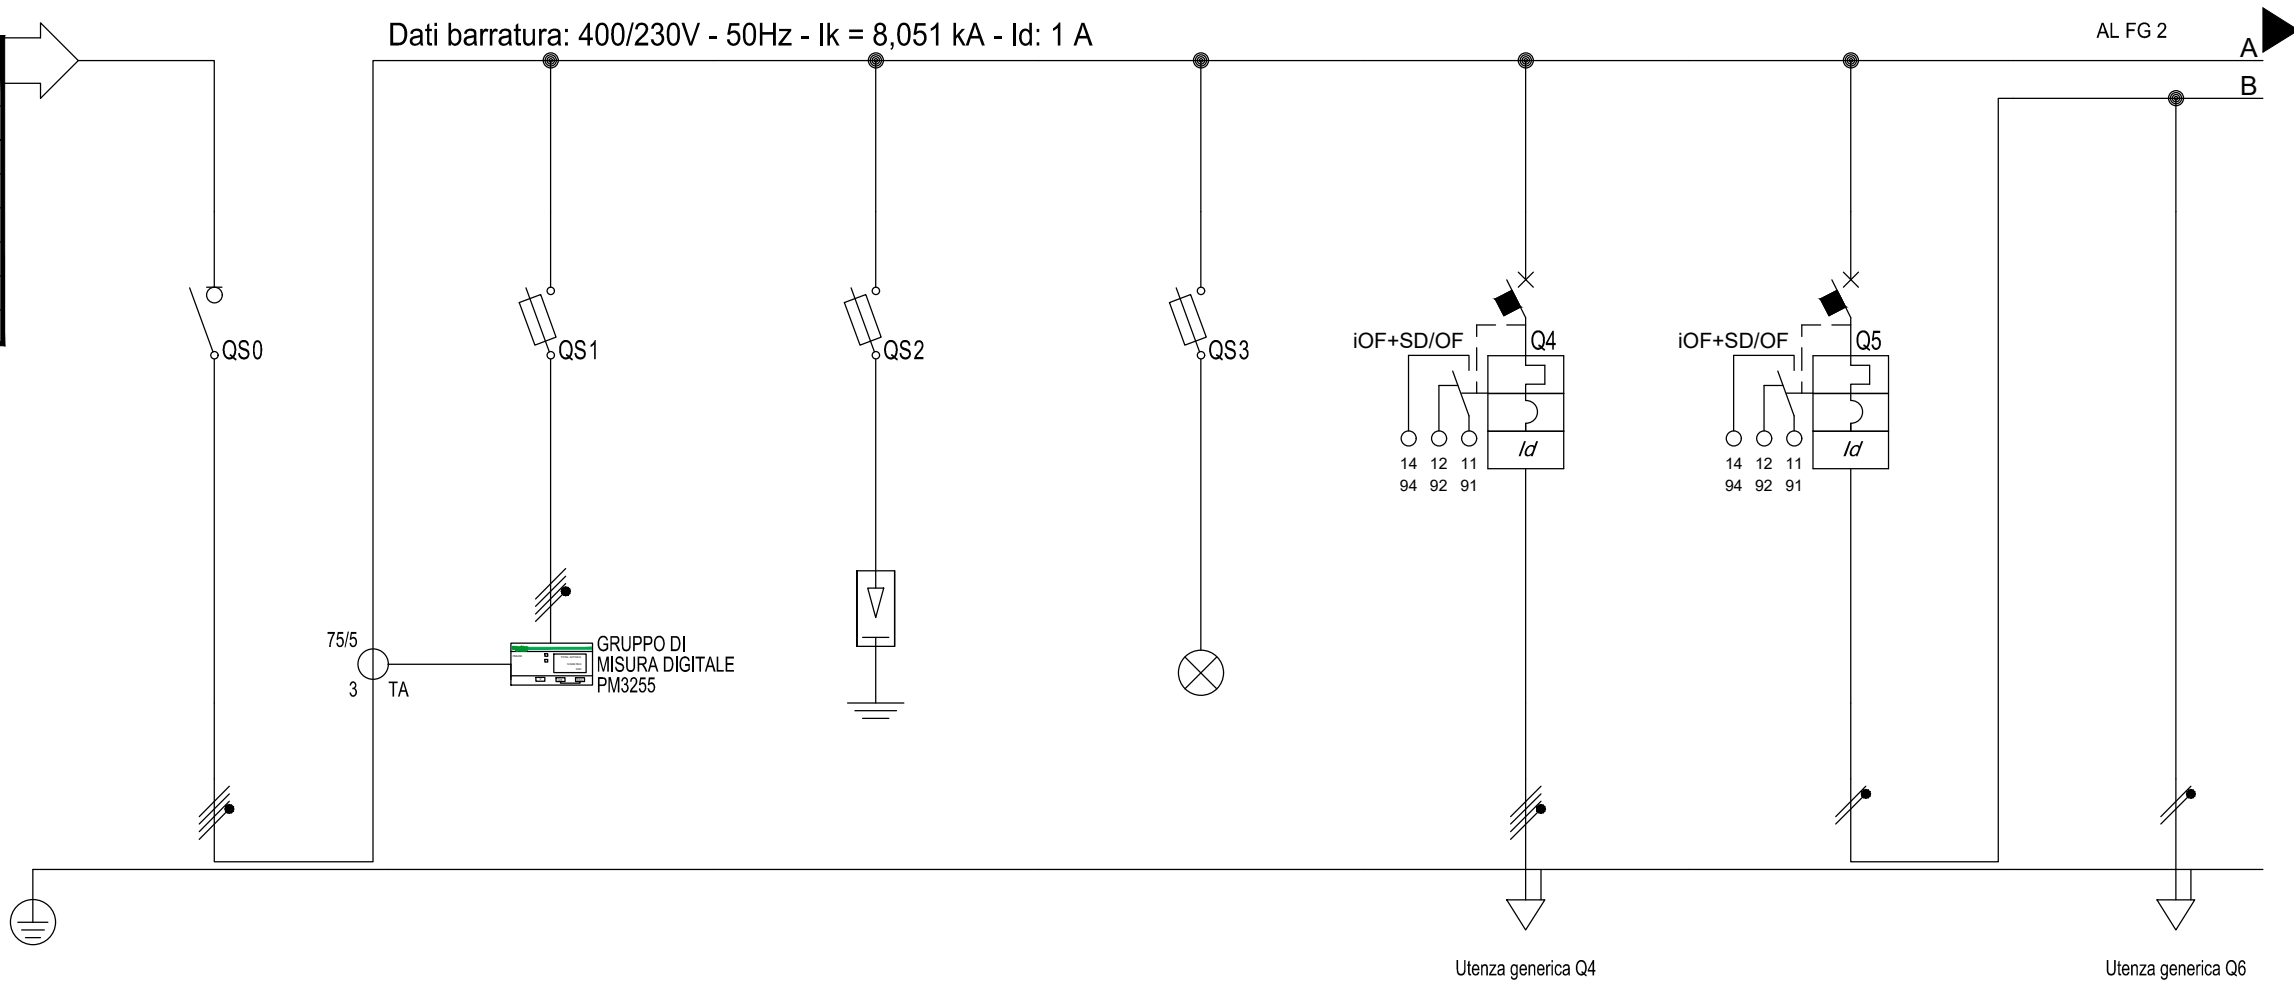 Dati barratura: 400/230V - 50Hz - Ik = 8,051 kA - Id: 1 A
AL FG 2
A
B
QS0
QS1
QS2
QS3
iOF+SD/OF
Q4
iOF+SD/OF
Q5
Id
Id
14 12 11
94 92 91
14 12 11
94 92 91
75/5
3 TA
GRUPPO DI
MISURA DIGITALE
PM3255
Utenza generica Q4
Utenza generica Q6